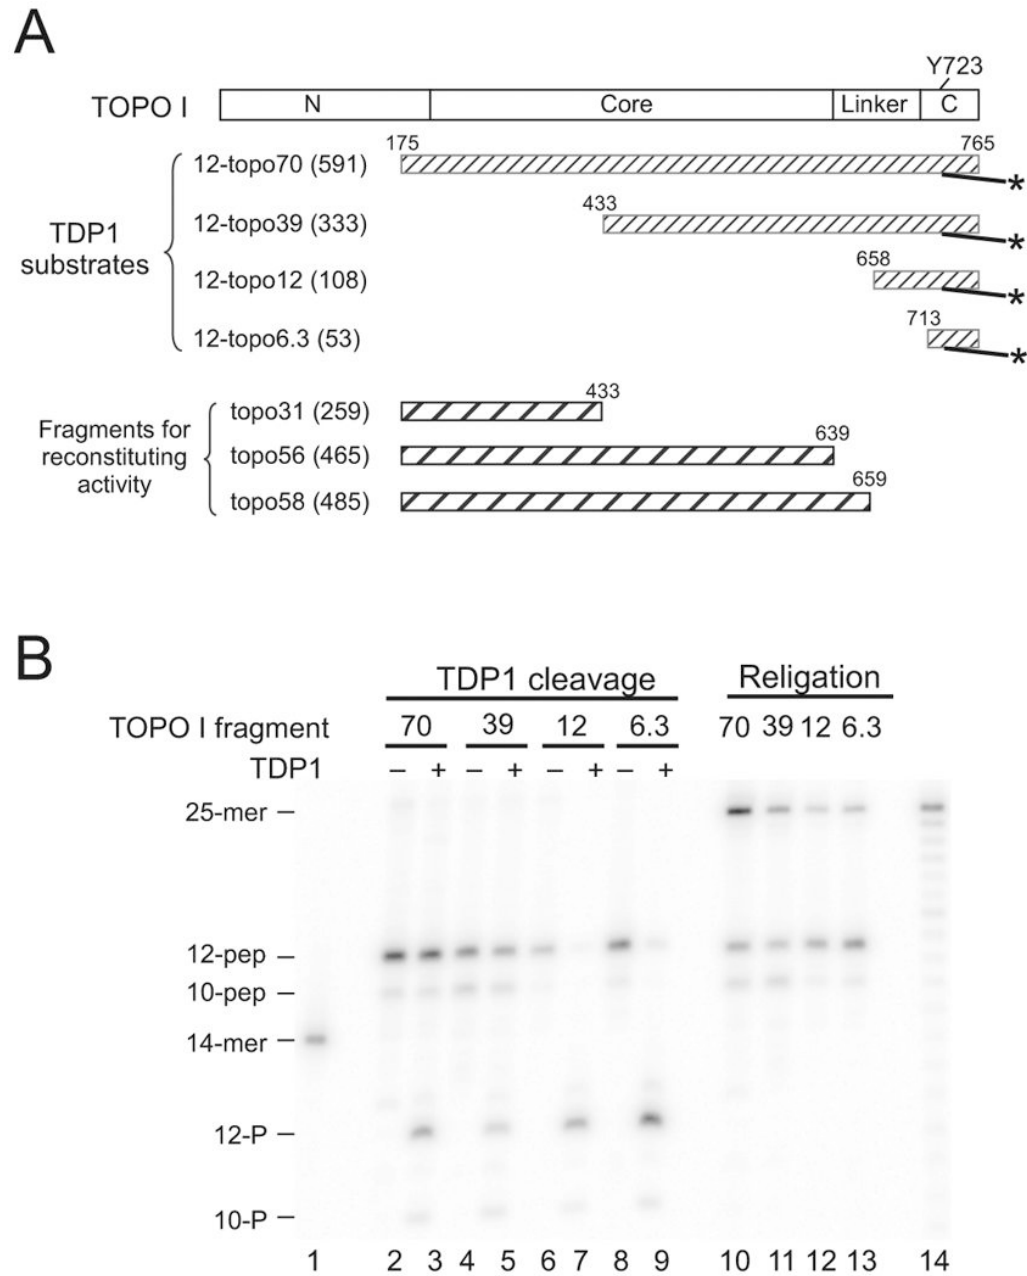 A
Y723
TOPO I N Core Linker C
175 765
12-topo70 (591) *
433
TDP1 substrates
12-topo39 (333) *
658
12-topo12 (108) *
713
12-topo6.3 (53) *
433
Fragments for reconstituting activity
topo31 (259)
639
topo56 (465)
659
topo58 (485)
B
TDP1 cleavage Religation
TOPO I fragment 70 39 12 6.3 70 39 12 6.3
TDP1 – + – + – + – +
25-mer –
12-pep –
10-pep –
14-mer –
12-P –
10-P –
1 2 3 4 5 6 7 8 9 10 11 12 13 14